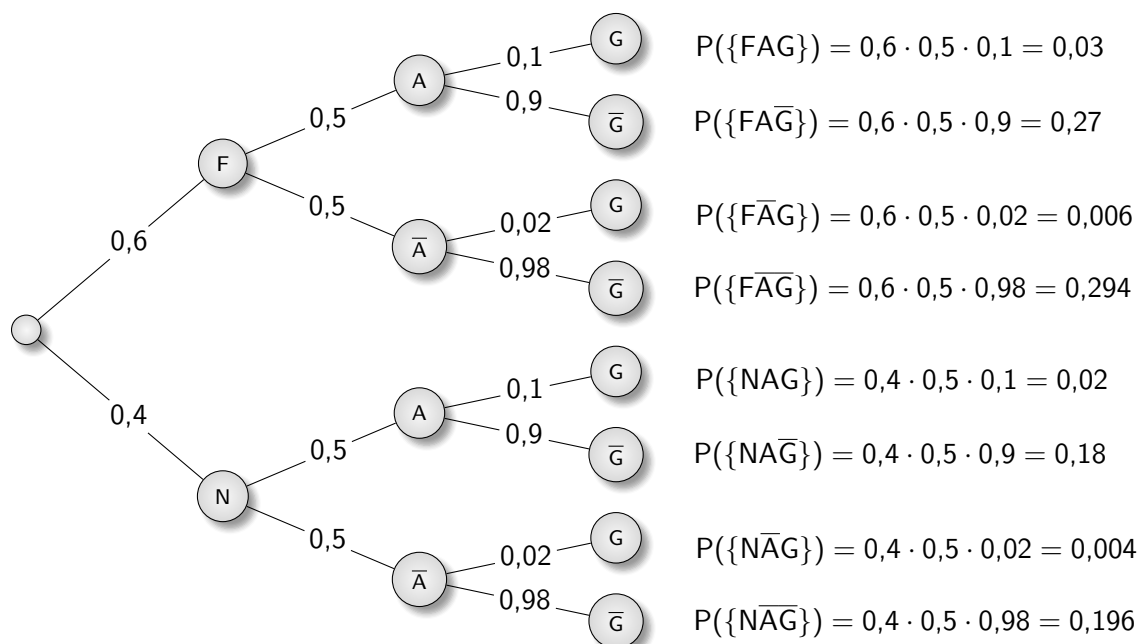 G
0,1
P({FAG}) = 0,6 · 0,5 · 0,1 = 0,03
A
0,9
0,5
G̅
P({FAG̅}) = 0,6 · 0,5 · 0,9 = 0,27
F
0,5
G
0,02
P({FA̅G}) = 0,6 · 0,5 · 0,02 = 0,006
0,6
A̅
0,98
G̅
P({FA̅G̅}) = 0,6 · 0,5 · 0,98 = 0,294
G
0,1
P({NAG}) = 0,4 · 0,5 · 0,1 = 0,02
0,4
A
0,9
0,5
G̅
P({NAG̅}) = 0,4 · 0,5 · 0,9 = 0,18
N
0,5
G
0,02
P({NA̅G}) = 0,4 · 0,5 · 0,02 = 0,004
A̅
0,98
G̅
P({NA̅G̅}) = 0,4 · 0,5 · 0,98 = 0,196